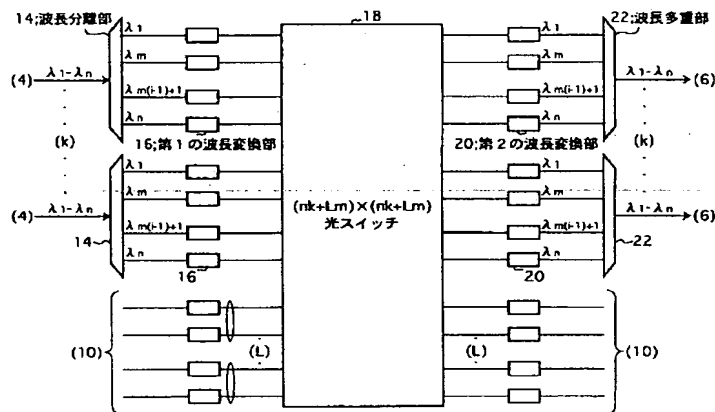 14;波長分離部
18
22;波長多重部
λ1
λ1
λm
λm
(4) λ1-λn
λ1-λn (6)
λm(i-1)+1
λm(i-1)+1
λn
λn
(k)
16;第1の波長変換部
20;第2の波長変換部
(k)
λ1
λ1
λm
λm
(4) λ1-λn
(nk+Lm)×(nk+Lm)
光スイッチ
λ1-λn (6)
λm(i-1)+1
λm(i-1)+1
14
λn
λn
22
16
20
(10)
(L)
(L)
(10)